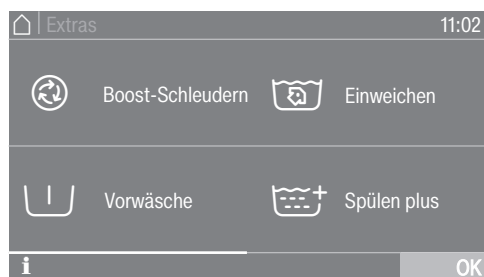 Extras 11:02
Boost-Schleudern Einweichen
Vorwäsche Spülen plus
i OK